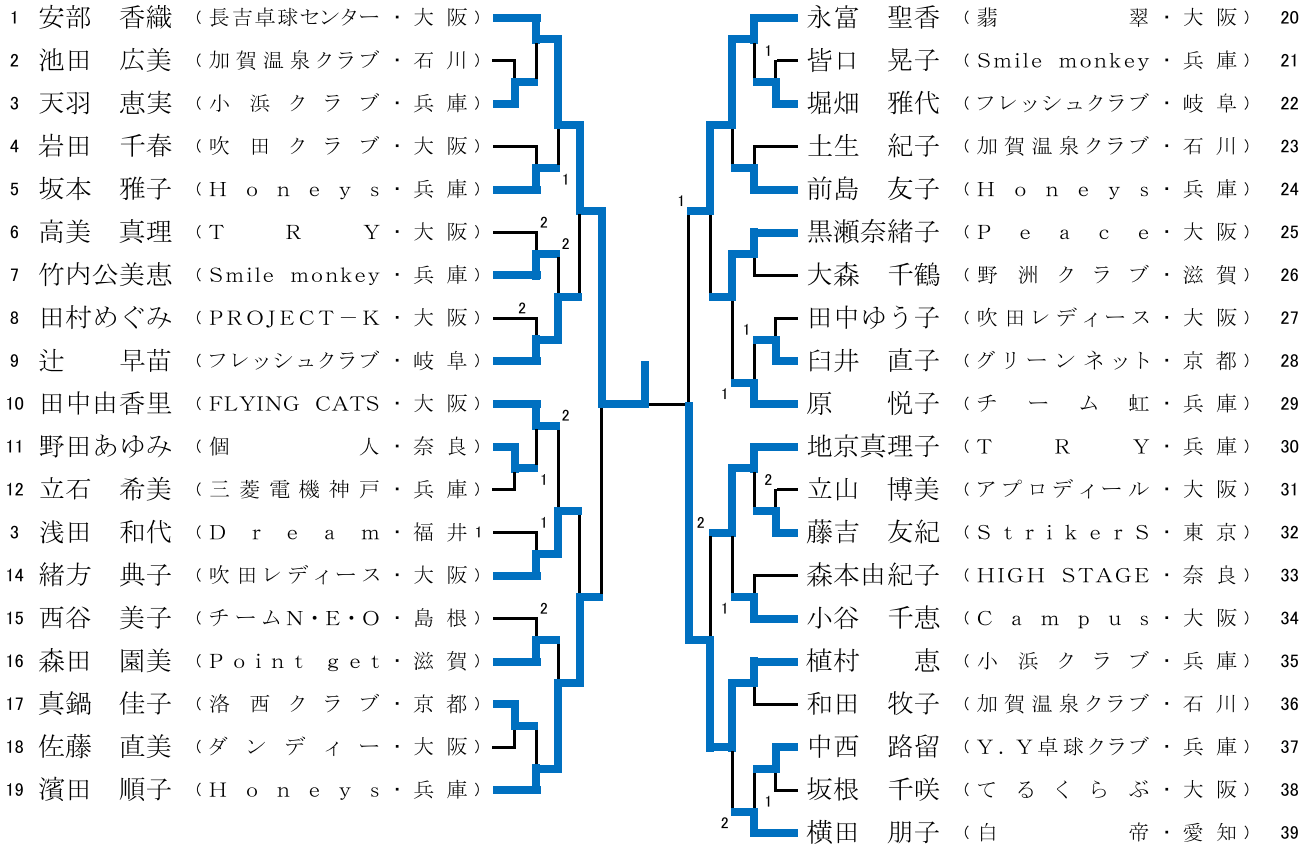 1 安部　香織 （長吉卓球センター・大 阪）
2 池田　広美 （加賀温泉クラブ・石 川）
3 天羽　恵実 （小 浜 ク ラ ブ・兵 庫）
4 岩田　千春 （吹 田 ク ラ ブ・大 阪）
5 坂本　雅子 （Ｈ ｏ ｎ ｅ ｙ ｓ・兵 庫）
1
6 高美　真理 （Ｔ Ｒ Ｙ・大 阪） 2
2
7 竹内公美恵 （Smile monkey・兵 庫）
8 田村めぐみ （PROJECT－K・大 阪） 2
9 辻　早苗 （フレッシュクラブ・岐 阜）
10 田中由香里 （FLYING CATS・大 阪）
2
11 野田あゆみ （個 人・奈 良）
1
12 立石　希美 （三 菱 電 機 神 戸・兵 庫）
3 浅田　和代 （Ｄ ｒ ｅ ａ ｍ・福 井 1
1
14 緒方　典子 （吹田レディース・大 阪）
15 西谷　美子 （チームN・E・O・島 根） 2
16 森田　園美 （Point get・滋 賀）
17 真鍋　佳子 （洛 西 ク ラ ブ・京 都）
18 佐藤　直美 （ダ ン デ ィ ー・大 阪）
19 濱田　順子 （Ｈ ｏ ｎ ｅ ｙ ｓ・兵 庫）
永富　聖香 （翡 翠・大 阪） 20
1 皆口　晃子 （Smile monkey・兵 庫） 21
堀畑　雅代 （フレッシュクラブ・岐 阜） 22
土生　紀子 （加賀温泉クラブ・石 川） 23
前島　友子 （Ｈ ｏ ｎ ｅ ｙ ｓ・兵 庫） 24
1
黒瀬奈緒子 （Ｐ ｅ ａ ｃ ｅ・大 阪） 25
大森　千鶴 （野 洲 ク ラ ブ・滋 賀） 26
田中ゆう子 （吹田レディース・大 阪） 27
1
臼井　直子 （グリーンネット・京 都） 28
1
原　悦子 （チ ー ム 虹・兵 庫） 29
地京真理子 （Ｔ Ｒ Ｙ・兵 庫） 30
2
立山　博美 （アプロディール・大 阪） 31
2
藤吉　友紀 （StrikerS・東 京） 32
森本由紀子 （HIGH STAGE・奈 良） 33
1
小谷　千恵 （Ｃ ａ ｍ ｐ ｕ ｓ・大 阪） 34
植村　恵 （小 浜 ク ラ ブ・兵 庫） 35
和田　牧子 （加賀温泉クラブ・石 川） 36
中西　路留 （Y.Y卓球クラブ・兵 庫） 37
坂根　千咲 （て る く ら ぶ・大 阪） 38
1
2
横田　朋子 （白 帝・愛 知） 39